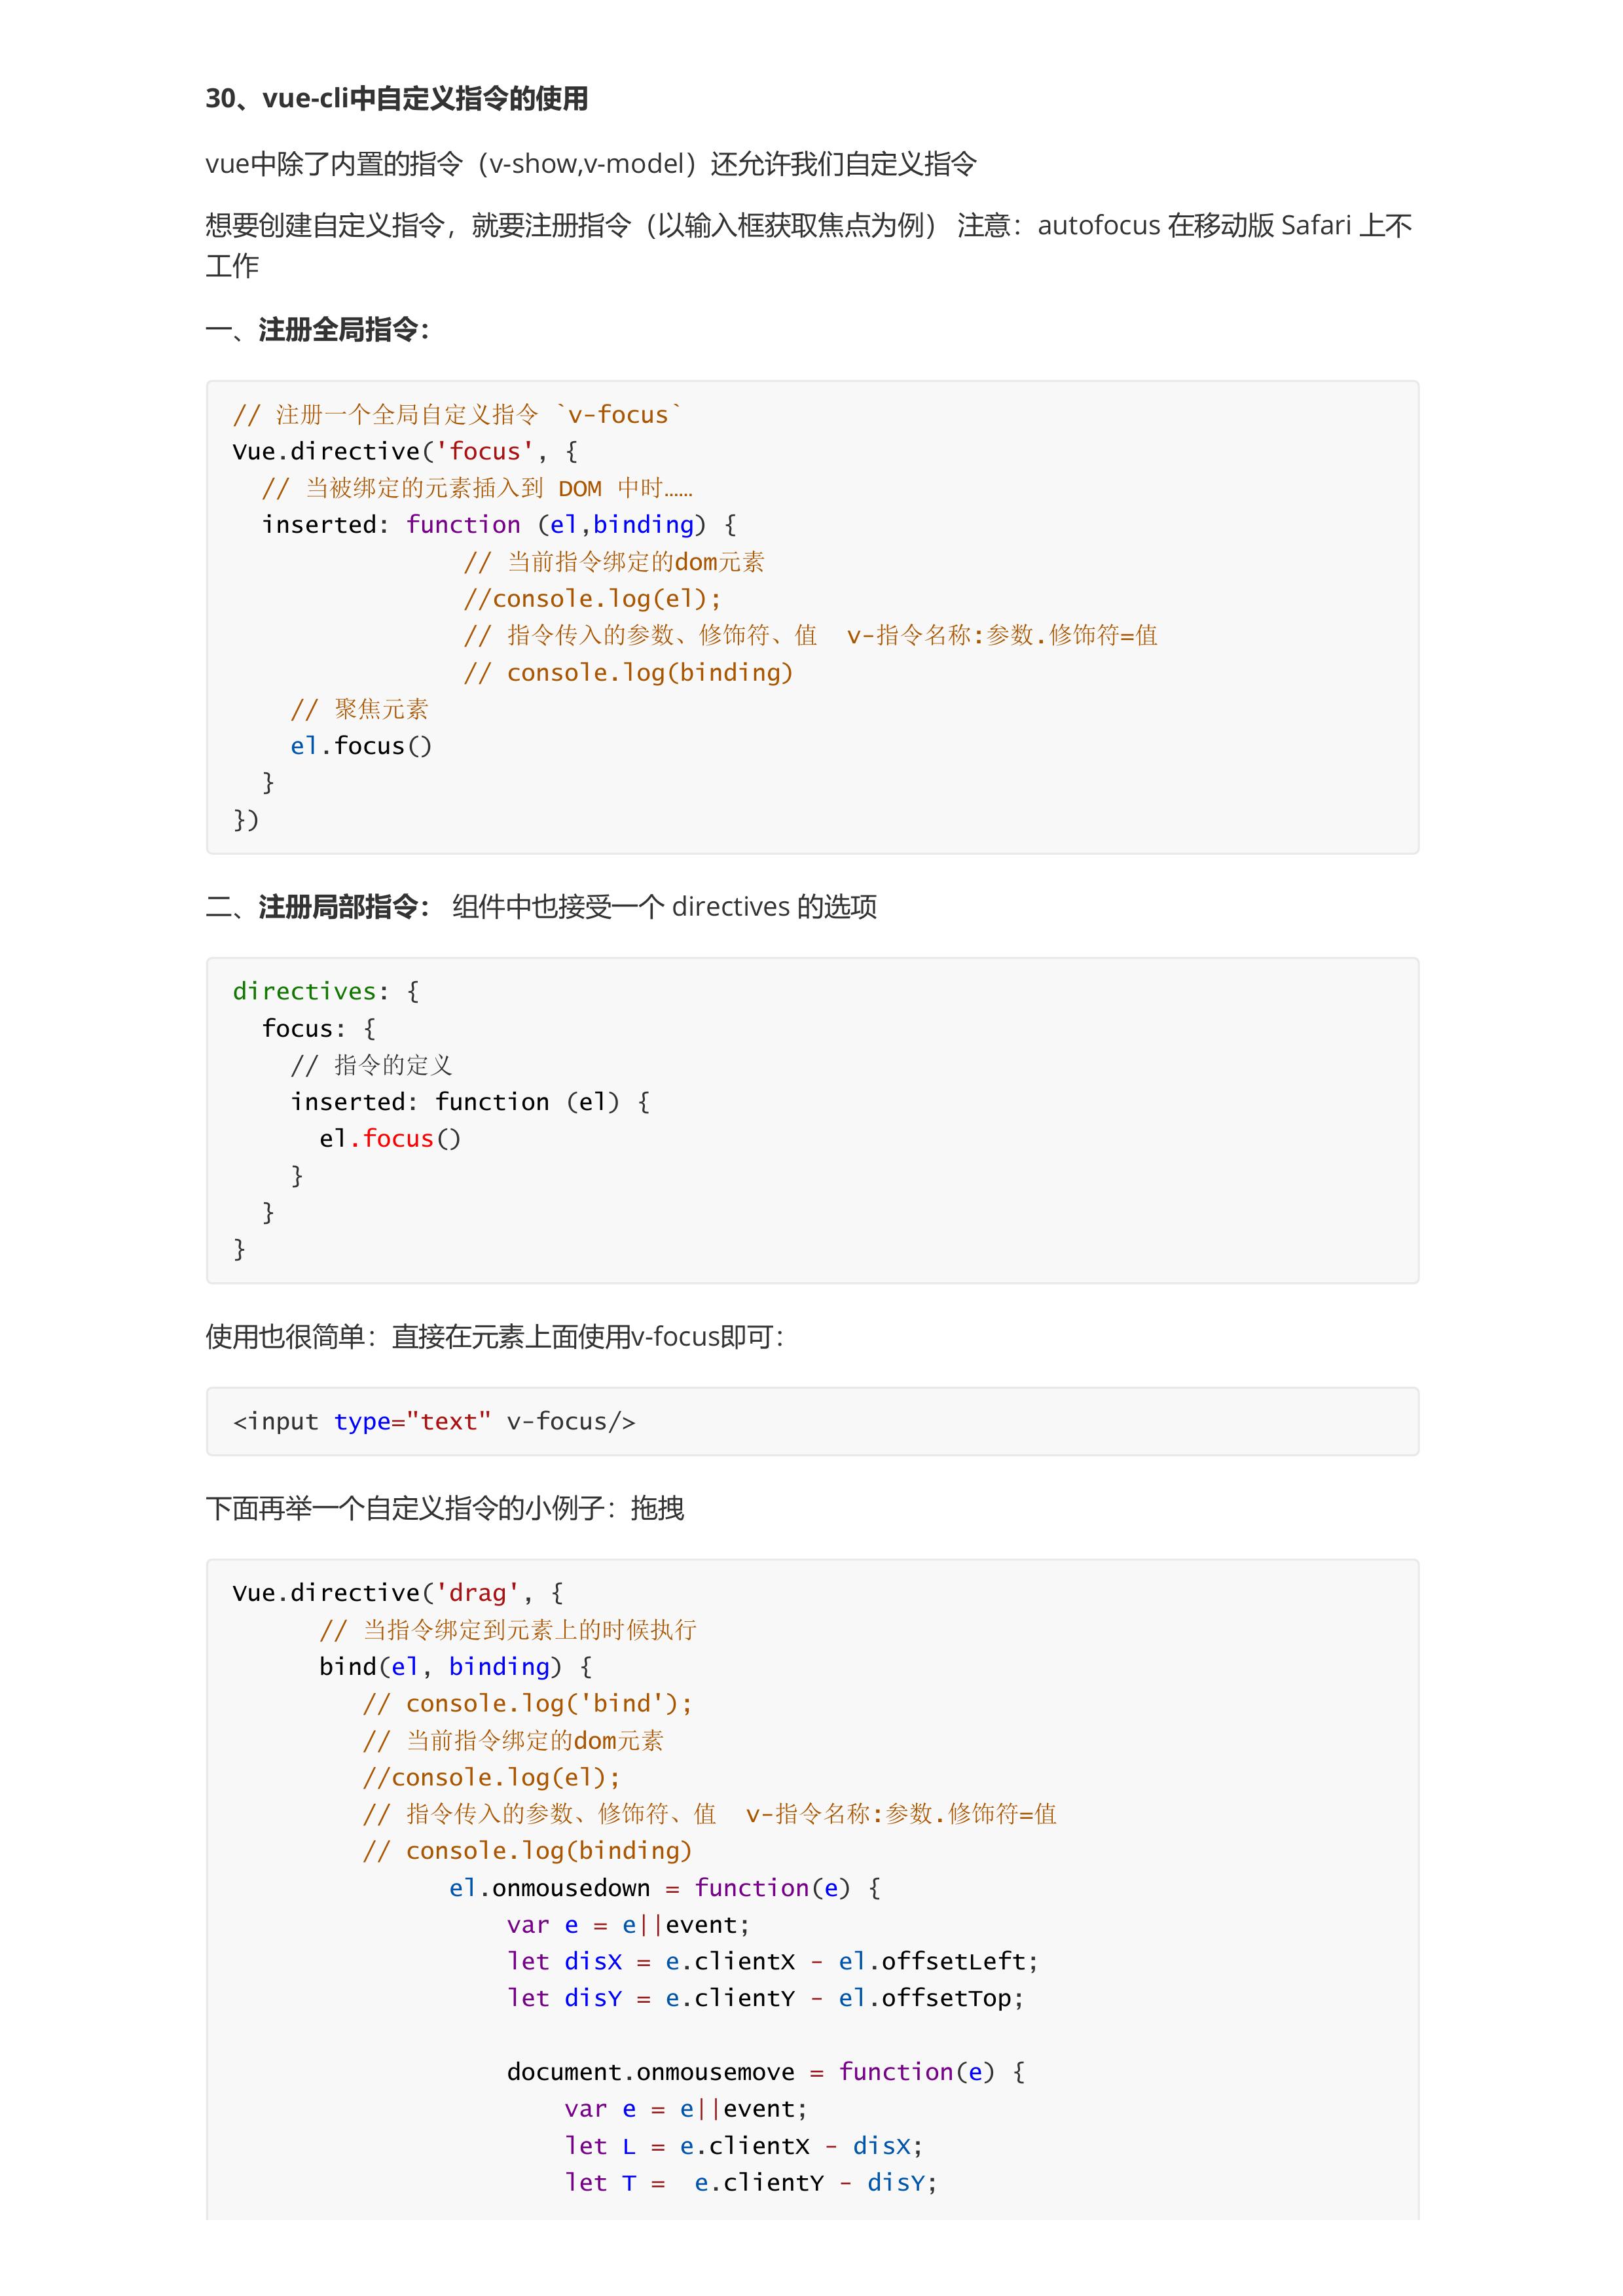 30、vue-cli中自定义指令的使用
vue中除了内置的指令（v-show,v-model）还允许我们自定义指令
想要创建自定义指令，就要注册指令（以输入框获取焦点为例） 注意：autofocus 在移动版 Safari 上不
工作
一、注册全局指令：
// 注册一个全局自定义指令 `v-focus`
Vue.directive('focus', {
  // 当被绑定的元素插入到 DOM 中时……
  inserted: function (el,binding) {
                // 当前指令绑定的dom元素
                //console.log(el);
                // 指令传入的参数、修饰符、值  v-指令名称:参数.修饰符=值
                // console.log(binding)
    // 聚焦元素
    el.focus()
  }
})
二、注册局部指令： 组件中也接受一个 directives 的选项
directives: {
  focus: {
    // 指令的定义
    inserted: function (el) {
      el.focus()
    }
  }
}
使用也很简单：直接在元素上面使用v-focus即可：
<input type="text" v-focus/>
下面再举一个自定义指令的小例子：拖拽
Vue.directive('drag', {
      // 当指令绑定到元素上的时候执行
      bind(el, binding) {
         // console.log('bind');
         // 当前指令绑定的dom元素
         //console.log(el);
         // 指令传入的参数、修饰符、值  v-指令名称:参数.修饰符=值
         // console.log(binding)
               el.onmousedown = function(e) {
                   var e = e||event;
                   let disX = e.clientX - el.offsetLeft;
                   let disY = e.clientY - el.offsetTop;
                   document.onmousemove = function(e) {
                       var e = e||event;
                       let L = e.clientX - disX;
                       let T =  e.clientY - disY;